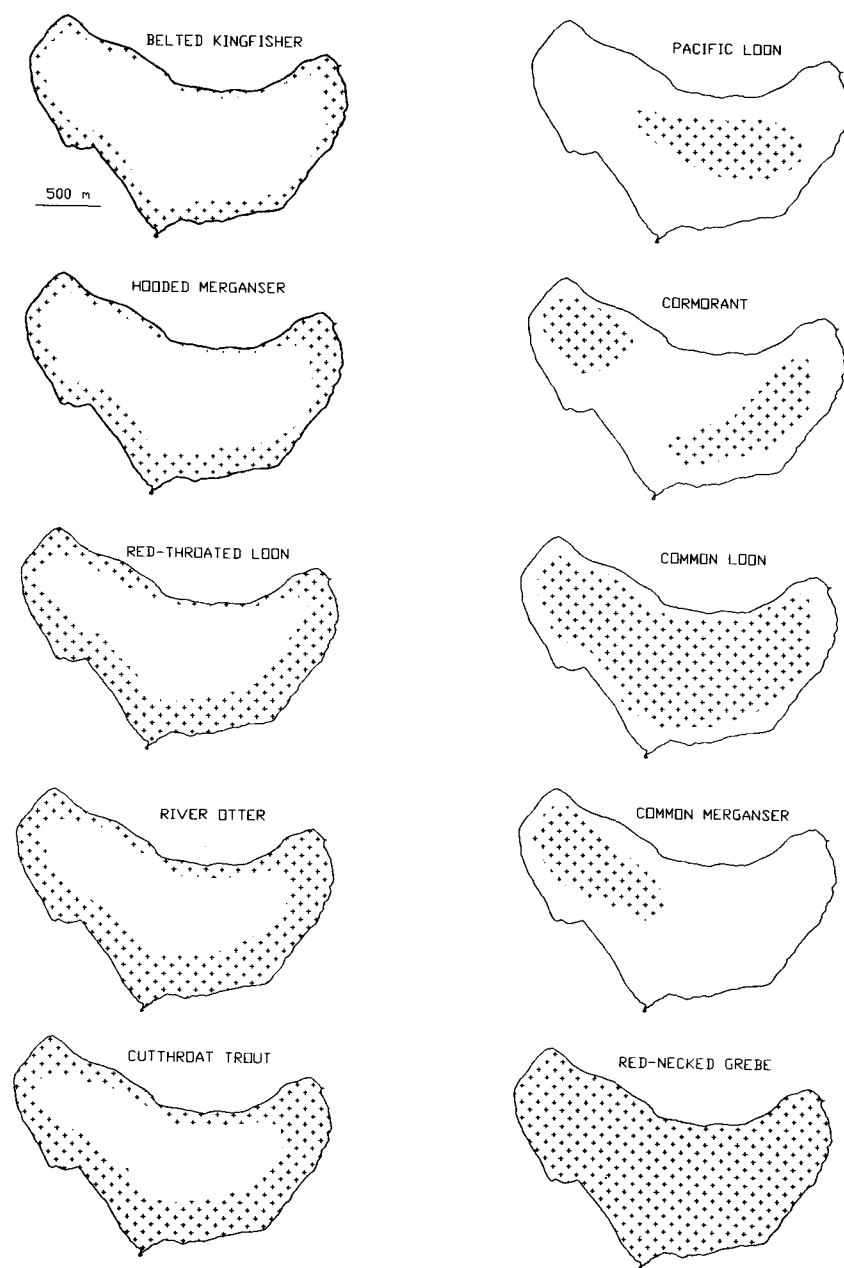 BELTED KINGFISHER
500 m
HOODED MERGANSER
RED-THROATED LOON
RIVER OTTER
CUTTHROAT TROUT
PACIFIC LOON
CORMORANT
COMMON LOON
COMMON MERGANSER
RED-NECKED GREBE